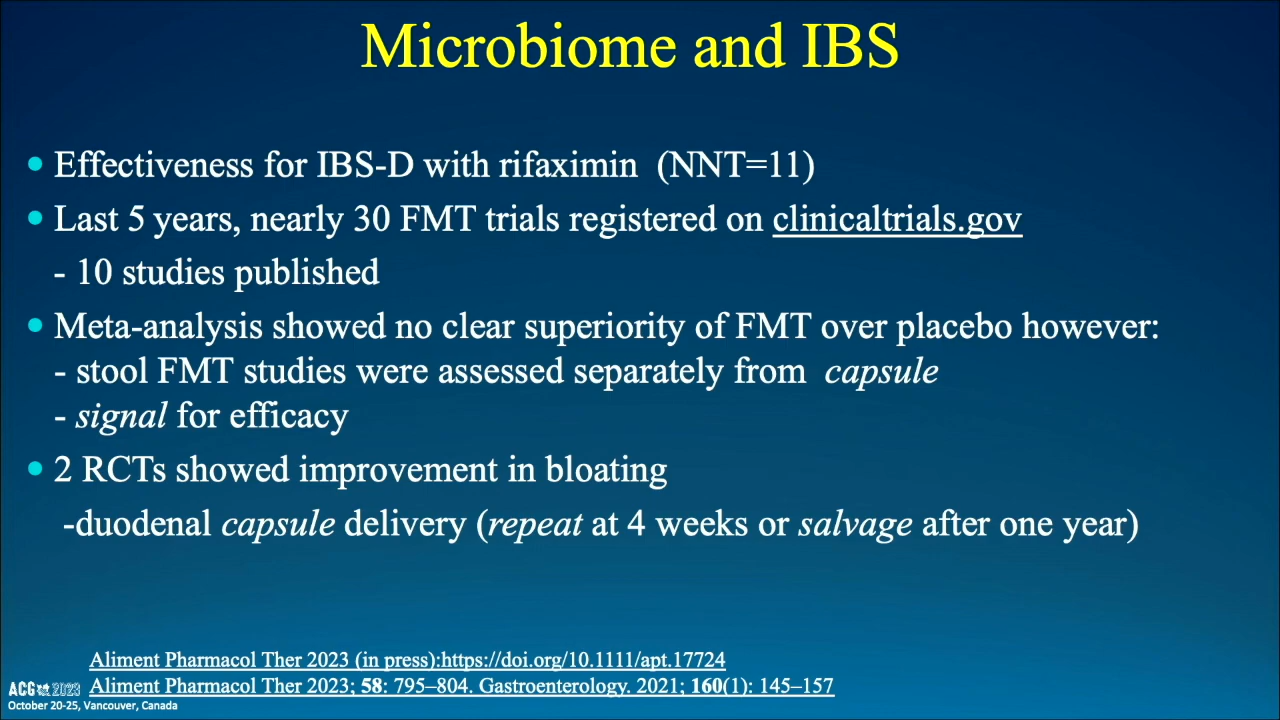 Microbiome and IBS
• Effectiveness for IBS-D with rifaximin (NNT=11)
• Last 5 years, nearly 30 FMT trials registered on clinicaltrials.gov
- 10 studies published
• Meta-analysis showed no clear superiority of FMT over placebo however:
- stool FMT studies were assessed separately from capsule
- signal for efficacy
• 2 RCTs showed improvement in bloating
-duodenal capsule delivery (repeat at 4 weeks or salvage after one year)
Aliment Pharmacol Ther 2023 (in press):https://doi.org/10.1111/apt.17724
Aliment Pharmacol Ther 2023; 58: 795–804. Gastroenterology. 2021; 160(1): 145–157
ACG 2023
October 20-25, Vancouver, Canada